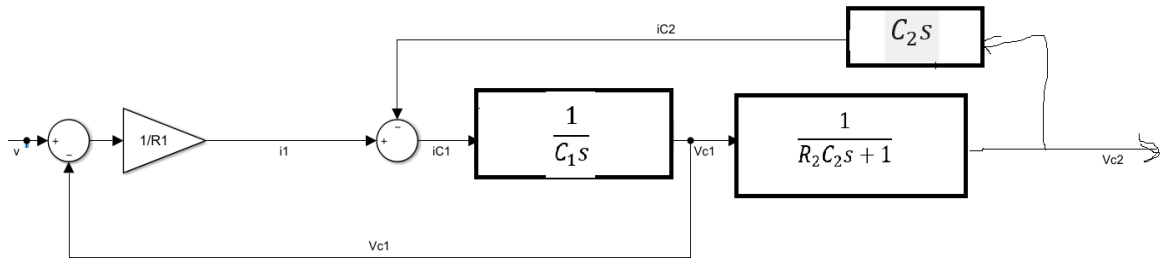 C₂s
iC2
1
C₁s
1
R₂C₂s + 1
+
−
1/R1
−
+
v
i1
iC1
Vc1
Vc2
Vc1